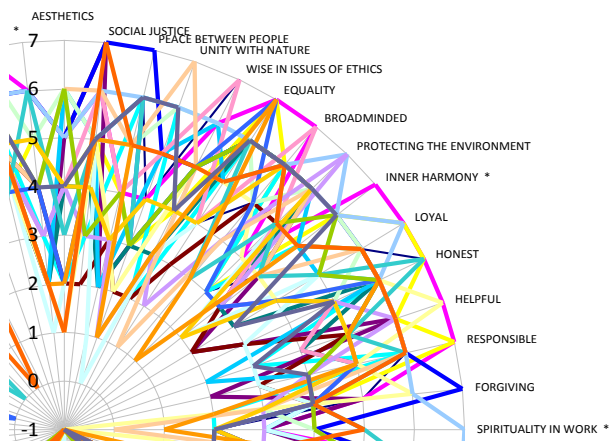 AESTHETICS
*
SOCIAL JUSTICE
PEACE BETWEEN PEOPLE
UNITY WITH NATURE
WISE IN ISSUES OF ETHICS
EQUALITY
BROADMINDED
PROTECTING THE ENVIRONMENT
INNER HARMONY *
LOYAL
HONEST
HELPFUL
RESPONSIBLE
FORGIVING
SPIRITUALITY IN WORK *
7
6
5
4
3
2
1
0
-1